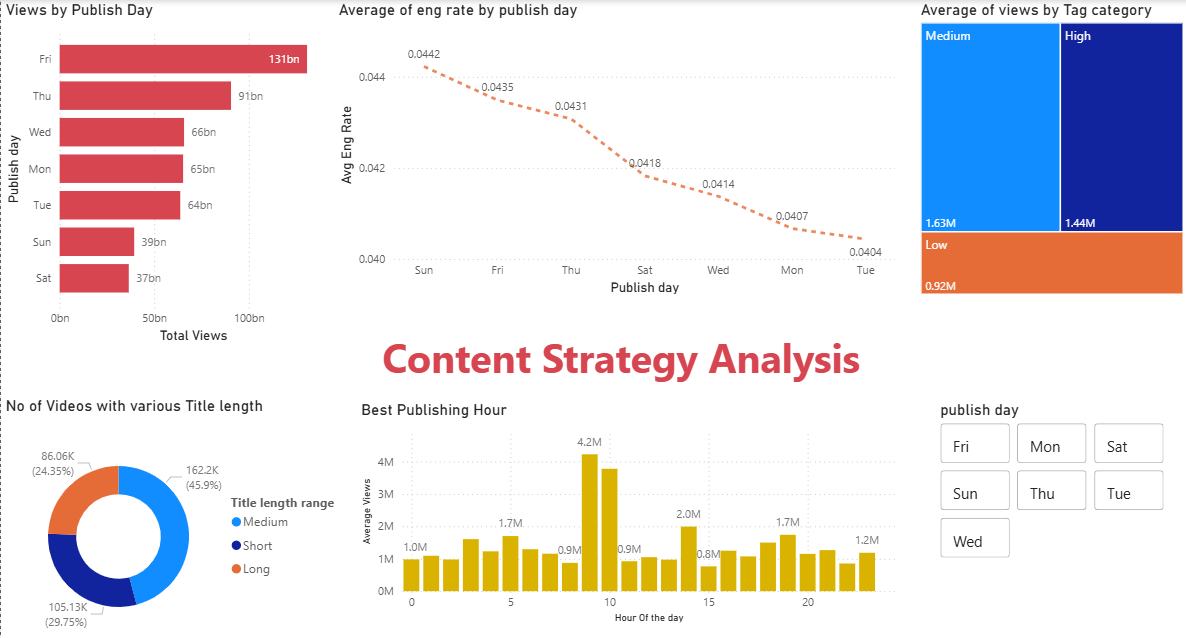 Views by Publish Day
Publish day
Fri
131bn
Thu
91bn
Wed
66bn
Mon
65bn
Tue
64bn
Sun
39bn
Sat
37bn
0bn
50bn
100bn
Total Views
Average of eng rate by publish day
Avg Eng Rate
0.044
0.042
0.040
0.0442
0.0435
0.0431
0.0418
0.0414
0.0407
0.0404
Sun
Fri
Thu
Sat
Wed
Mon
Tue
Publish day
Average of views by Tag category
Medium
1.63M
High
1.44M
Low
0.92M
Content Strategy Analysis
No of Videos with various Title length
86.06K
(24.35%)
162.2K
(45.9%)
105.13K
(29.75%)
Title length range
Medium
Short
Long
Best Publishing Hour
Average Views
4M
3M
2M
1M
0M
1.0M
1.7M
0.9M
4.2M
0.9M
2.0M
0.8M
1.7M
1.2M
0
5
10
15
20
Hour Of the day
publish day
Fri
Mon
Sat
Sun
Thu
Tue
Wed